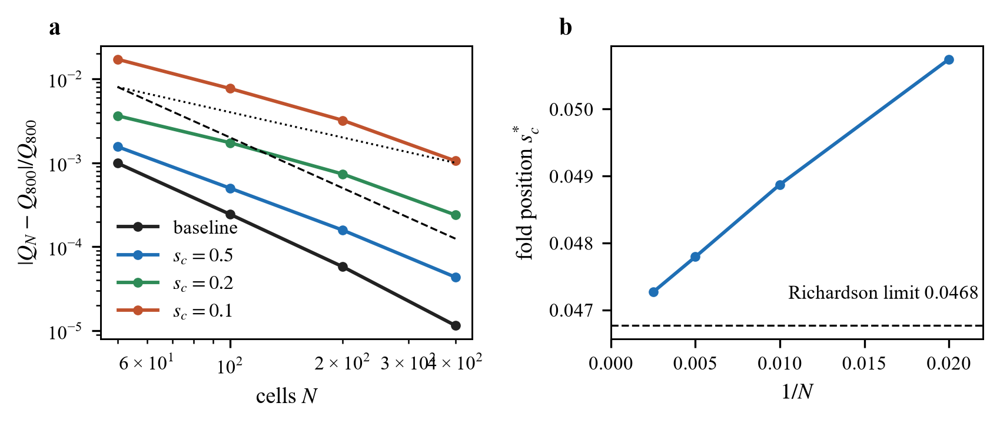 a
b
|Q_N − Q_800|/Q_800
10^−2
10^−3
10^−4
10^−5
baseline
s_c = 0.5
s_c = 0.2
s_c = 0.1
6 × 10^1
10^2
2 × 10^2
3 × 10^2
4 × 10^2
cells N
fold position s_c^*
0.050
0.049
0.048
0.047
Richardson limit 0.0468
0.000
0.005
0.010
0.015
0.020
1/N